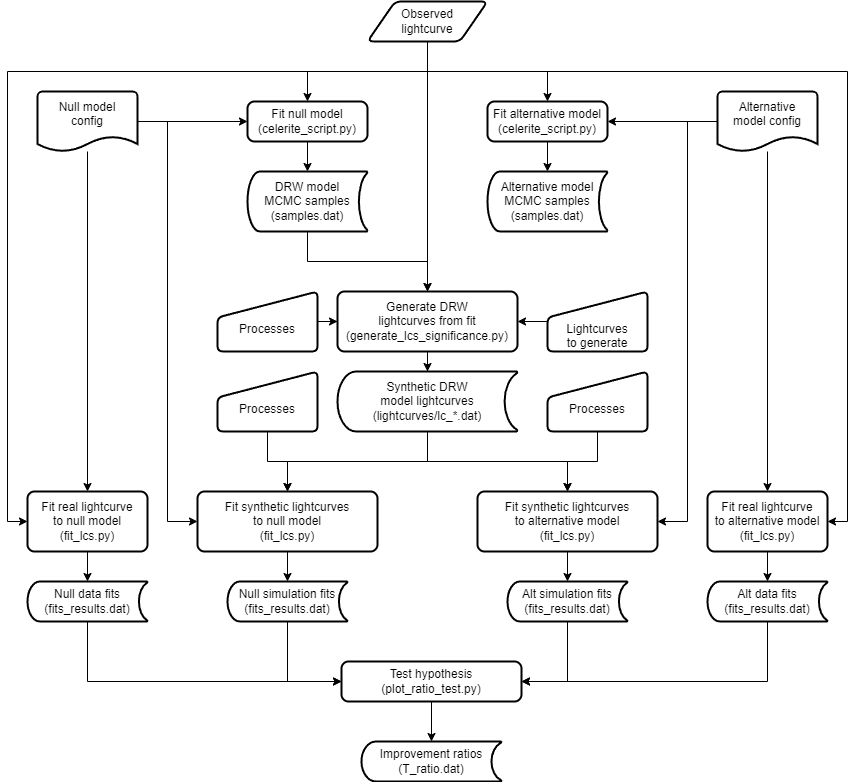 Observed
lightcurve
Null model
config
Fit null model
(celerite_script.py)
Fit alternative model
(celerite_script.py)
Alternative
model config
DRW model
MCMC samples
(samples.dat)
Alternative model
MCMC samples
(samples.dat)
Processes
Generate DRW
lightcurves from fit
(generate_lcs_significance.py)
Lightcurves
to generate
Processes
Synthetic DRW
model lightcurves
(lightcurves/lc_*.dat)
Processes
Fit real lightcurve
to null model
(fit_lcs.py)
Fit synthetic lightcurves
to null model
(fit_lcs.py)
Fit synthetic lightcurves
to alternative model
(fit_lcs.py)
Fit real lightcurve
to alternative model
(fit_lcs.py)
Null data fits
(fits_results.dat)
Null simulation fits
(fits_results.dat)
Alt simulation fits
(fits_results.dat)
Alt data fits
(fits_results.dat)
Test hypothesis
(plot_ratio_test.py)
Improvement ratios
(T_ratio.dat)